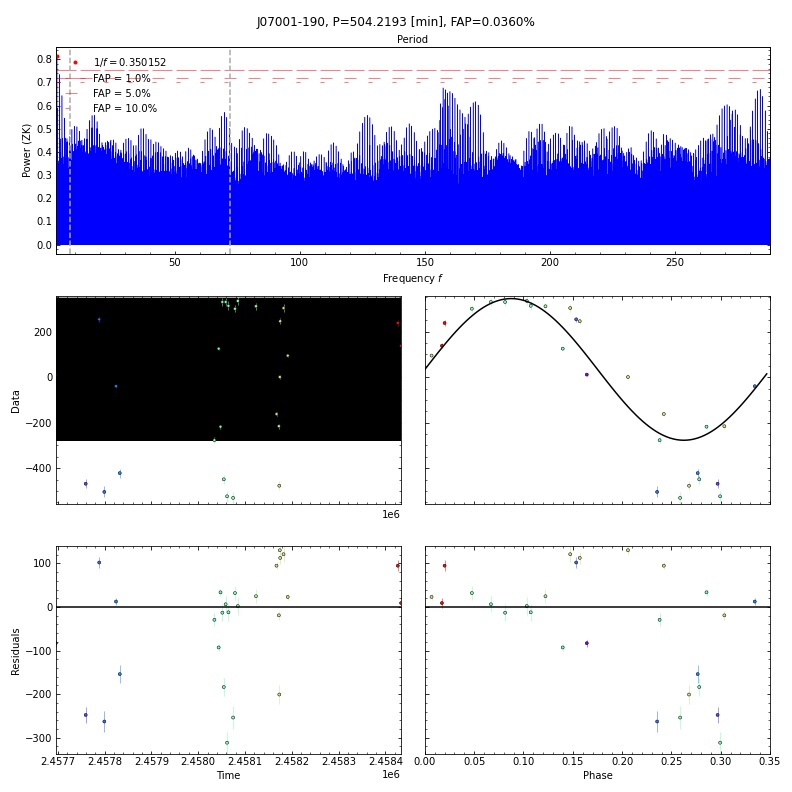 J07001-190, P=504.2193 [min], FAP=0.0360%
Period
0.8
0.7
0.6
0.5
0.4
0.3
0.2
0.1
0.0
Power (ZK)
1/f = 0.350152
FAP = 1.0%
FAP = 5.0%
FAP = 10.0%
50 100 150 200 250
Frequency f
200
0
−200
−400
Data
1e6
100
0
−100
−200
−300
Residuals
2.4577 2.4578 2.4579 2.4580 2.4581 2.4582 2.4583 2.4584
Time
1e6
0.00 0.05 0.10 0.15 0.20 0.25 0.30 0.35
Phase